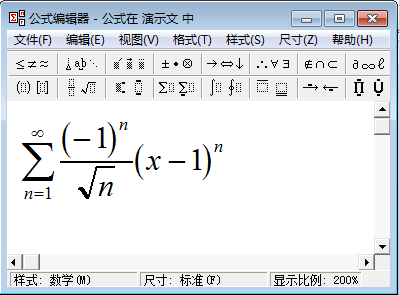 公式编辑器 - 公式在 演示文 中
文件(F) 编辑(E) 视图(V) 格式(T) 样式(S) 尺寸(Z) 帮助(H)
≤≠≈ ∫ab ±•⊗ →⇔↓ ∴∀∃ ∉∩⊂ ∂∞ℓ
(▯) [▯] √▯ Σ▯ Σ▯ ∫▯ ∮▯ Π̄ Ų
∑_{n=1}^{∞} \frac{(-1)^n}{\sqrt{n}} (x-1)^n
样式: 数学(M) 尺寸: 标准(F) 显示比例: 200%